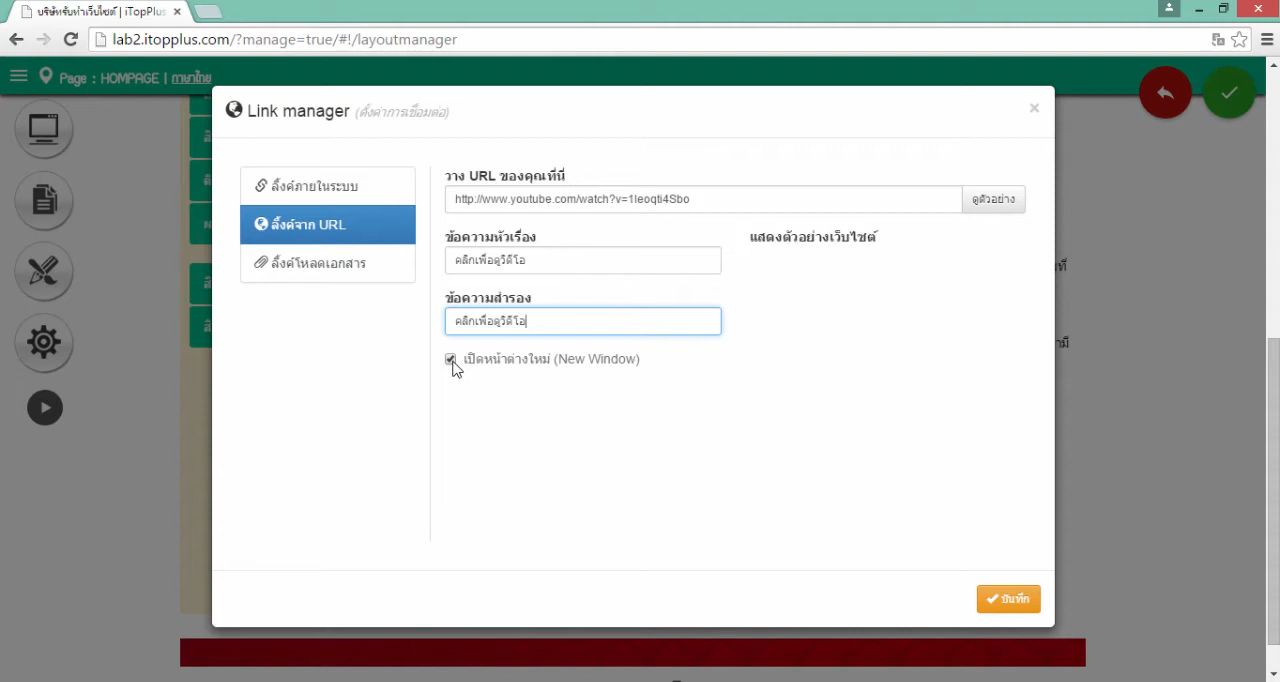 บริษัทรับทำเว็บไซต์ | iTopPlus
lab2.itopplus.com/?manage=true/#!/layoutmanager
Page : HOMPAGE | ภาษาไทย
Link manager (ตั้งค่าการเชื่อมต่อ)
×
ลิ้งค์ภายในระบบ
ลิ้งค์จาก URL
ลิ้งค์โหลดเอกสาร
วาง URL ของคุณที่นี่
http://www.youtube.com/watch?v=1leoqti4Sbo
ดูตัวอย่าง
ข้อความหัวเรื่อง
แสดงตัวอย่างเว็บไซต์
คลิกเพื่อดูวิดีโอ
ข้อความสำรอง
คลิกเพื่อดูวิดีโอ
เปิดหน้าต่างใหม่ (New Window)
บันทึก